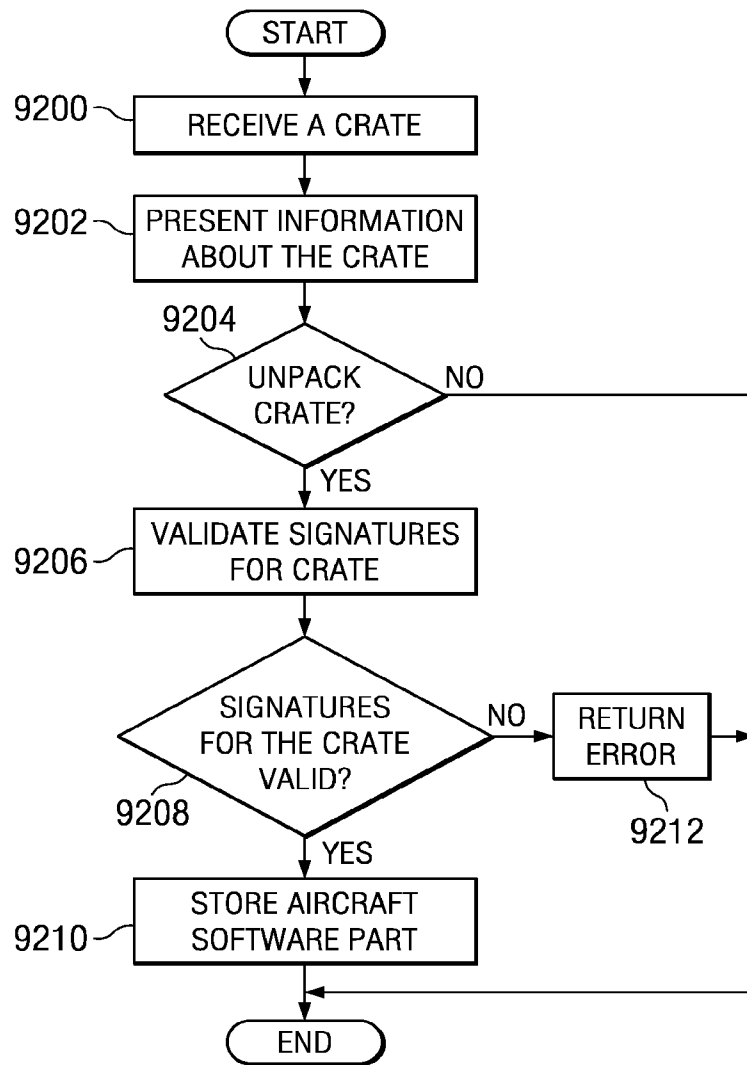 START
9200
RECEIVE A CRATE
9202
PRESENT INFORMATION
ABOUT THE CRATE
9204
UNPACK
CRATE?
NO
YES
9206
VALIDATE SIGNATURES
FOR CRATE
SIGNATURES
FOR THE CRATE
VALID?
9208
NO
RETURN
ERROR
9212
YES
9210
STORE AIRCRAFT
SOFTWARE PART
END